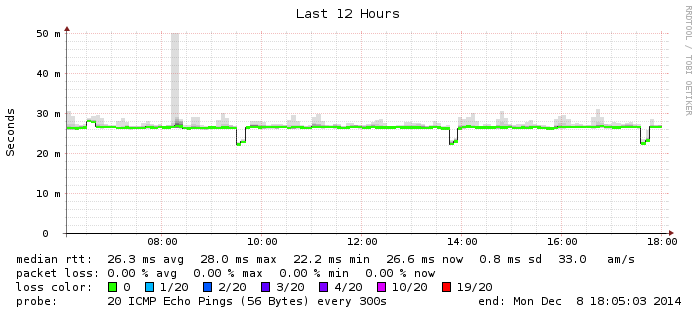 Last 12 Hours
RRDTOOL / TOBI OETIKER
Seconds
50 m
40 m
30 m
20 m
10 m
0
08:00 10:00 12:00 14:00 16:00 18:00
median rtt: 26.3 ms avg 28.0 ms max 22.2 ms min 26.6 ms now 0.8 ms sd 33.0 am/s
packet loss: 0.00 % avg 0.00 % max 0.00 % min 0.00 % now
loss color: 0 1/20 2/20 3/20 4/20 10/20 19/20
probe: 20 ICMP Echo Pings (56 Bytes) every 300s end: Mon Dec 8 18:05:03 2014